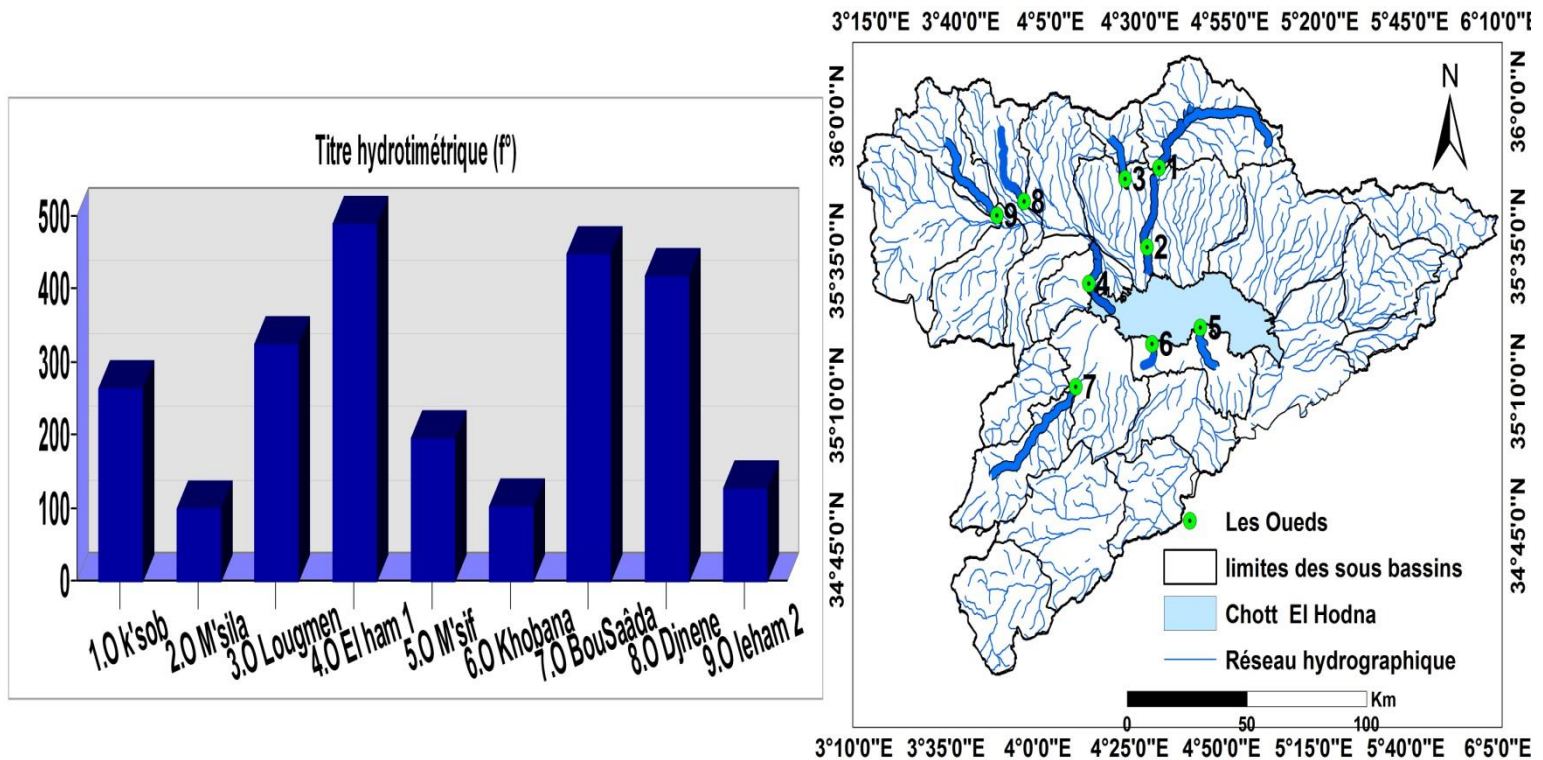 Titre hydrotimétrique (f°)
500
400
300
200
100
0
1.O k'sob
2.O M'sila
3.O Lougmen
4.O El ham 1
5.O M'sif
6.O Khobana
7.O BouSaâda
8.O Djnene
9.O leham 2
3°15'0"E 3°40'0"E 4°5'0"E 4°30'0"E 4°55'0"E 5°20'0"E 5°45'0"E 6°10'0"E
36°0'0"N
35°35'0"N
35°10'0"N
34°45'0"N
N
1
3
8
9
2
4
5
6
7
36°0'0"N
35°35'0"N
35°10'0"N
34°45'0"N
Les Oueds
limites des sous bassins
Chott El Hodna
Réseau hydrographique
Km
0 50 100
3°10'0"E 3°35'0"E 4°0'0"E 4°25'0"E 4°50'0"E 5°15'0"E 5°40'0"E 6°5'0"E